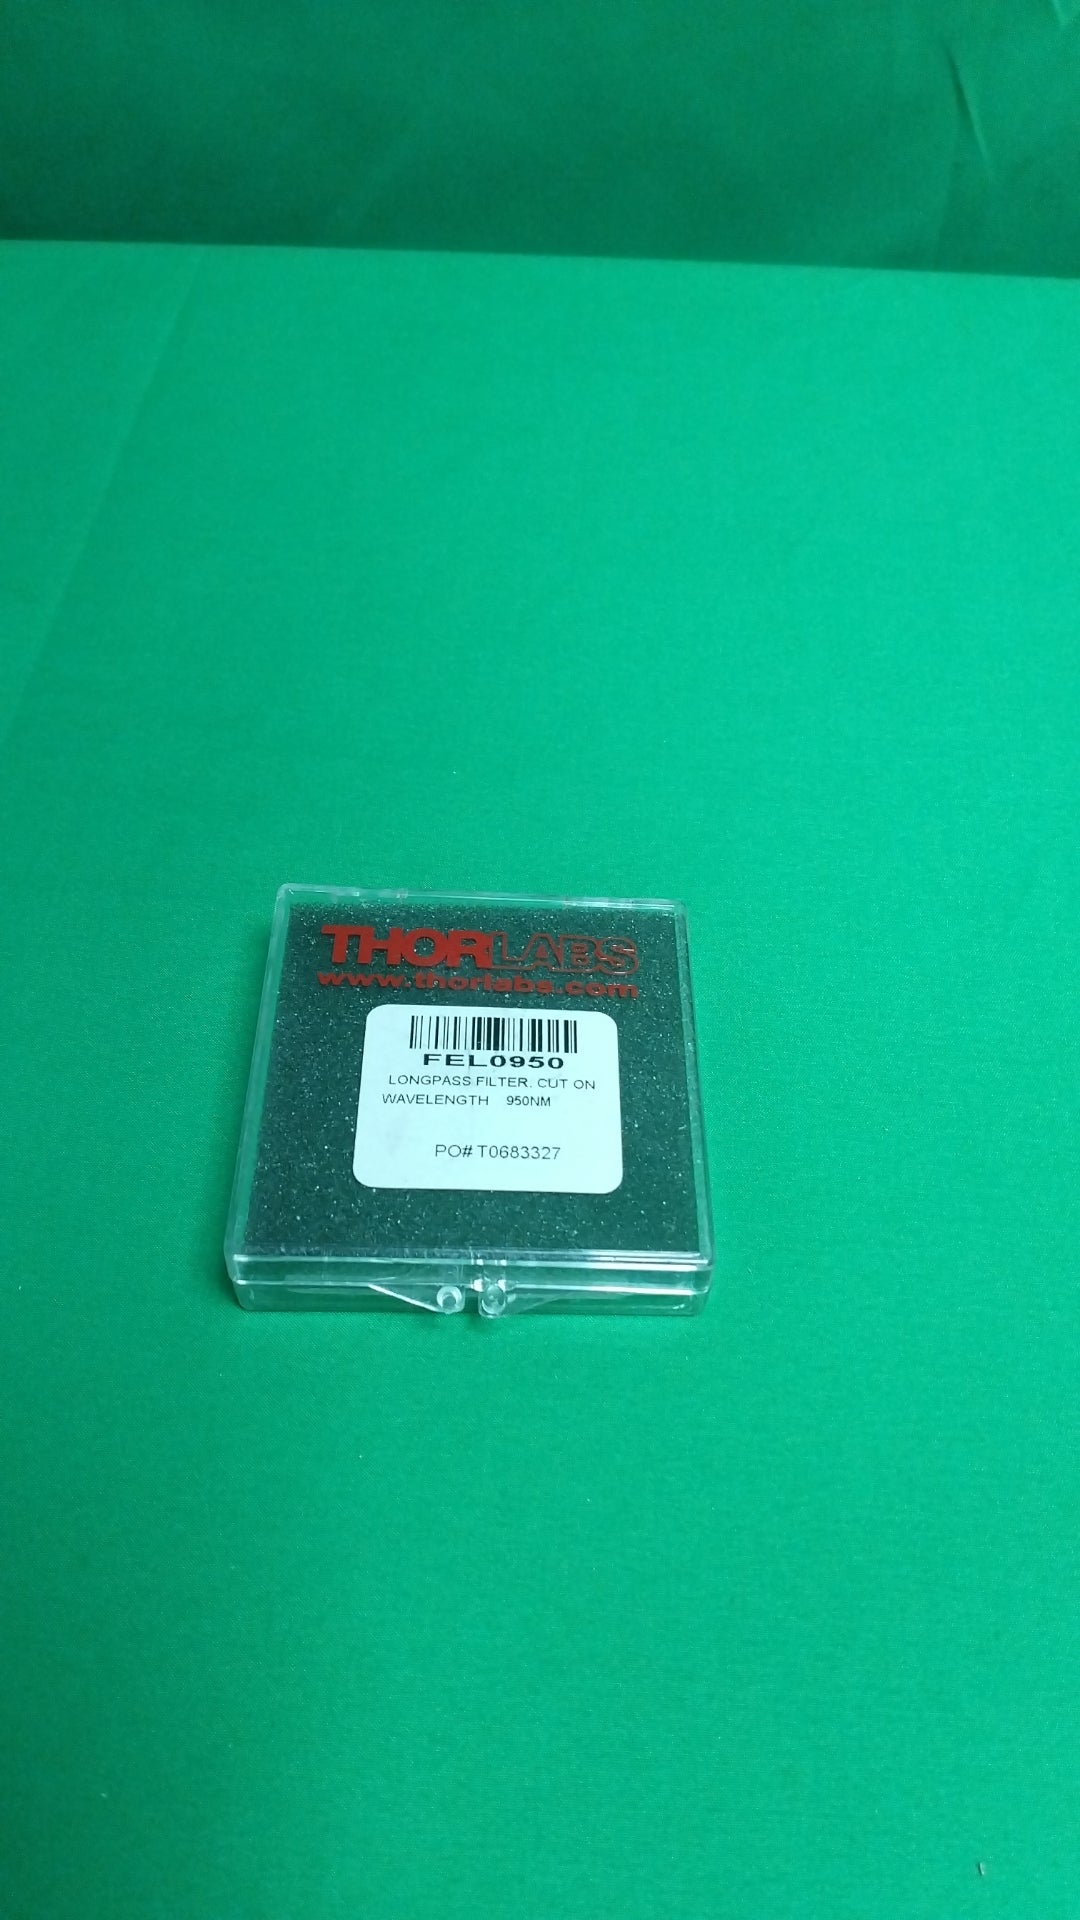 THORLABS
www.thorlabs.com
FEL0950
LONGPASS FILTER. CUT ON
WAVELENGTH 950NM
PO# T0683327